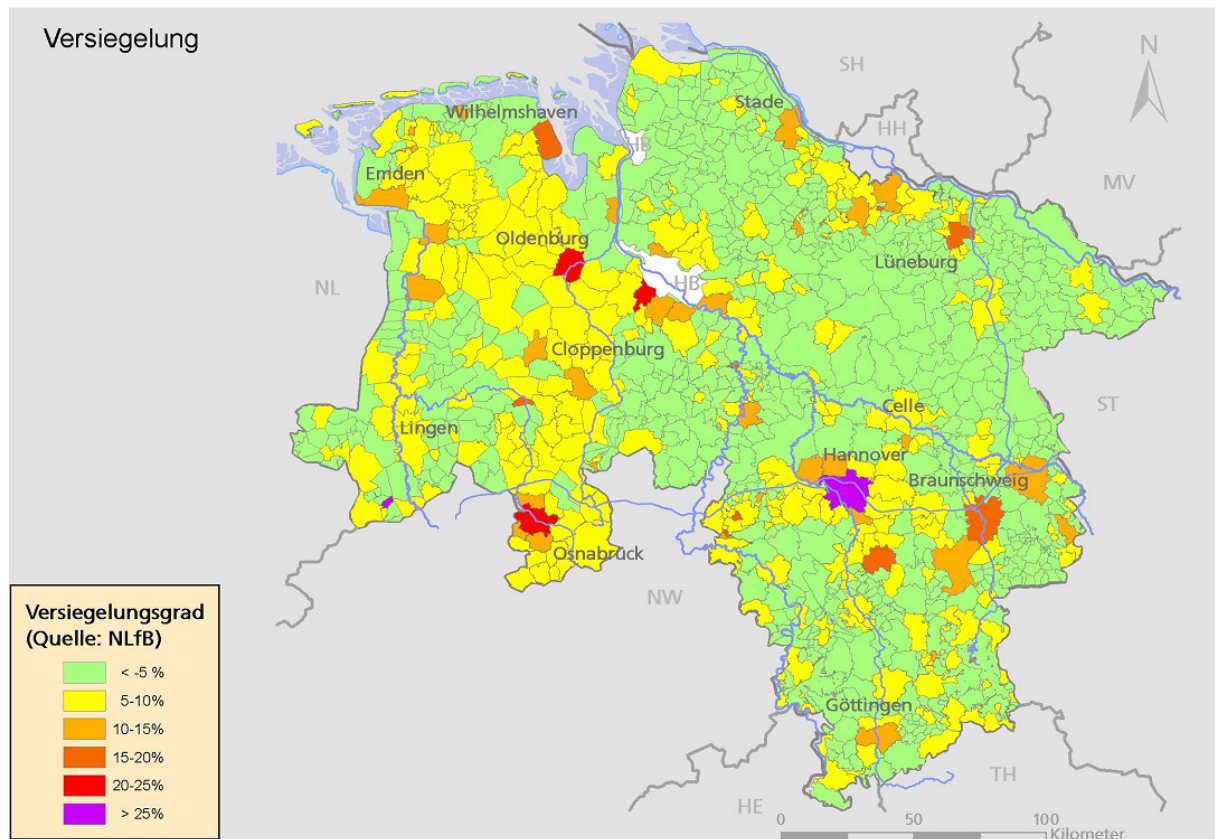 Versiegelung
N
SH
Stade
HH
Wilhelmshaven
HB
MV
Emden
Oldenburg
Lüneburg
NL
HB
Cloppenburg
ST
Celle
Lingen
Hannover
Braunschweig
Osnabrück
NW
Versiegelungsgrad
(Quelle: NLfB)
< -5 %
5-10%
10-15%
15-20%
20-25%
> 25%
Göttingen
TH
HE
0 50 100
Kilometer